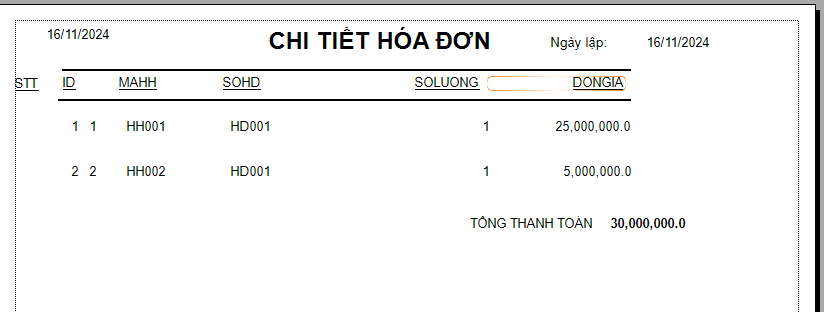 16/11/2024 CHI TIẾT HÓA ĐƠN Ngày lập: 16/11/2024
STT ID MAHH SOHD SOLUONG DONGIA
1 1 HH001 HD001 1 25,000,000.0
2 2 HH002 HD001 1 5,000,000.0
TỔNG THANH TOÁN 30,000,000.0